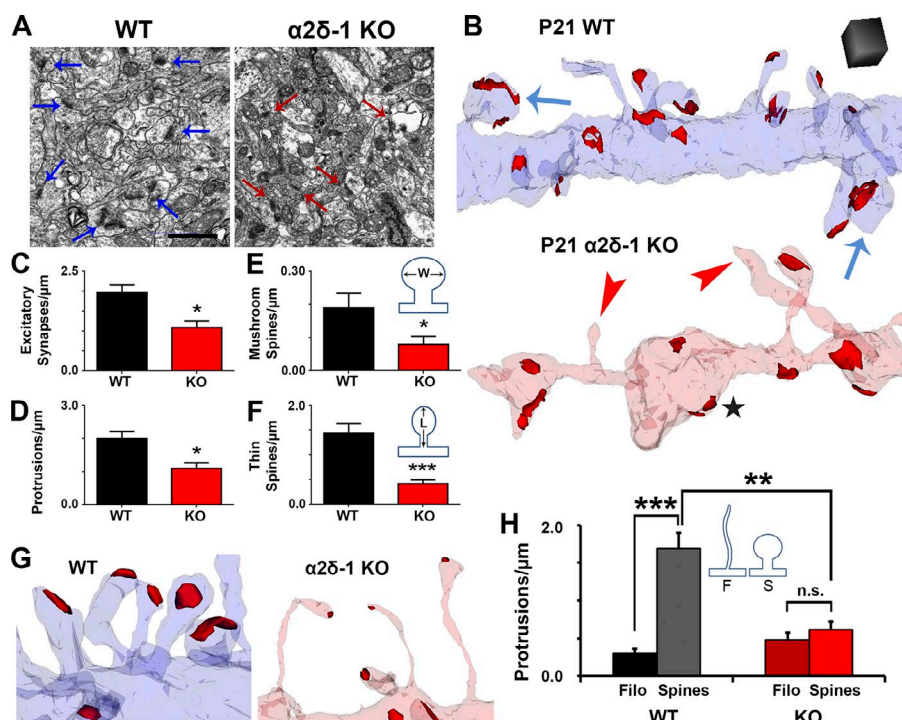 A
WT
α2δ-1 KO
B
P21 WT
P21 α2δ-1 KO
C
Excitatory
Synapses/μm
2.5
0.0
*
WT
KO
E
Mushroom
Spines/μm
0.30
0.00
W
*
WT
KO
D
Protrusions/μm
3.0
0.0
*
WT
KO
F
Thin
Spines/μm
2.0
0.0
L
***
WT
KO
G
WT
α2δ-1 KO
H
Protrusions/μm
2.0
0.0
***
**
n.s.
F
S
Filo
Spines
Filo
Spines
WT
KO